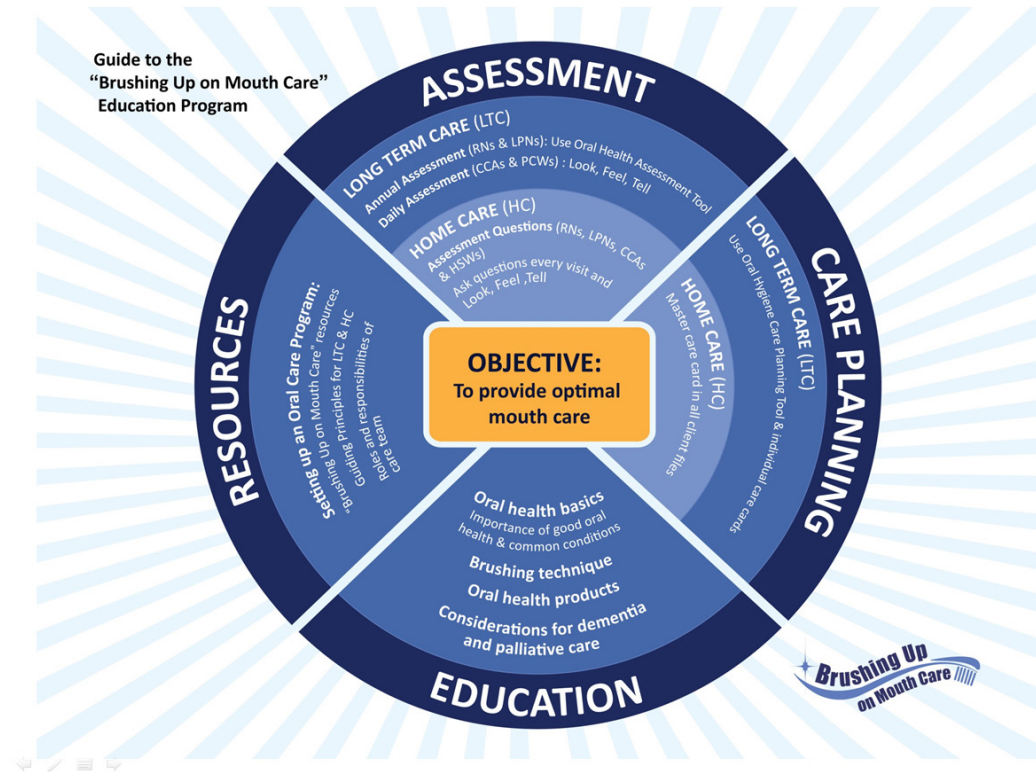 Guide to the
“Brushing Up on Mouth Care”
Education Program
ASSESSMENT
LONG TERM CARE (LTC)
Annual Assessment (RNs & LPNs): Use Oral Health Assessment Tool
Daily Assessment (CCAs & PCWs) : Look, Feel, Tell
HOME CARE (HC)
Assessment Questions (RNs, LPNs, CCAs
& HSWs)
Ask questions every visit and
Look, Feel ,Tell
CARE PLANNING
LONG TERM CARE (LTC)
Use Oral Hygiene Care Planning Tool & individual care cards
HOME CARE (HC)
Master care card in all client files
OBJECTIVE:
To provide optimal
mouth care
RESOURCES
Setting up an Oral Care Program:
“Brushing Up on Mouth Care” resources
Guiding Principles for LTC & HC
Roles and responsibilities of
care team
Oral health basics
Importance of good oral
health & common conditions
Brushing technique
Oral health products
Considerations for dementia
and palliative care
EDUCATION
Brushing Up
on Mouth Care